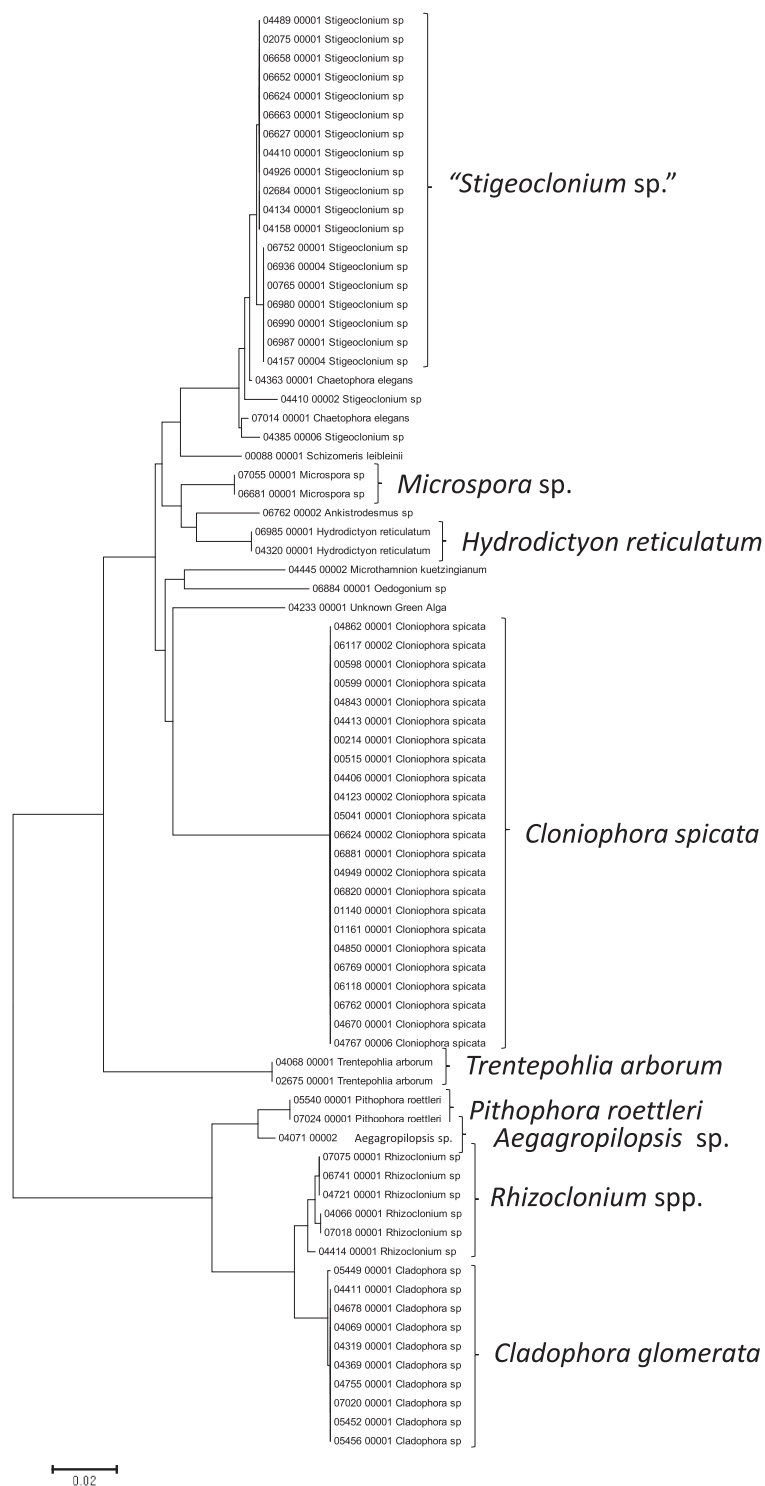 04489 00001 Stigeoclonium sp
02075 00001 Stigeoclonium sp
06658 00001 Stigeoclonium sp
06652 00001 Stigeoclonium sp
06624 00001 Stigeoclonium sp
06663 00001 Stigeoclonium sp
06627 00001 Stigeoclonium sp
04410 00001 Stigeoclonium sp
04926 00001 Stigeoclonium sp
02684 00001 Stigeoclonium sp
04134 00001 Stigeoclonium sp
04158 00001 Stigeoclonium sp
06752 00001 Stigeoclonium sp
06936 00004 Stigeoclonium sp
00765 00001 Stigeoclonium sp
06980 00001 Stigeoclonium sp
06990 00001 Stigeoclonium sp
06987 00001 Stigeoclonium sp
04157 00004 Stigeoclonium sp
“Stigeoclonium sp.”
04363 00001 Chaetophora elegans
04410 00002 Stigeoclonium sp
07014 00001 Chaetophora elegans
04385 00006 Stigeoclonium sp
00088 00001 Schizomeris leibleinii
07055 00001 Microspora sp
06681 00001 Microspora sp
Microspora sp.
06762 00002 Ankistrodesmus sp
06985 00001 Hydrodictyon reticulatum
04320 00001 Hydrodictyon reticulatum
Hydrodictyon reticulatum
04445 00002 Microthamnion kuetzingianum
06884 00001 Oedogonium sp
04233 00001 Unknown Green Alga
04862 00001 Cloniophora spicata
06117 00002 Cloniophora spicata
00598 00001 Cloniophora spicata
00599 00001 Cloniophora spicata
04843 00001 Cloniophora spicata
04413 00001 Cloniophora spicata
00214 00001 Cloniophora spicata
00515 00001 Cloniophora spicata
04406 00001 Cloniophora spicata
04123 00002 Cloniophora spicata
05041 00001 Cloniophora spicata
06624 00002 Cloniophora spicata
06881 00001 Cloniophora spicata
04949 00002 Cloniophora spicata
06820 00001 Cloniophora spicata
01140 00001 Cloniophora spicata
01161 00001 Cloniophora spicata
04850 00001 Cloniophora spicata
06769 00001 Cloniophora spicata
06118 00001 Cloniophora spicata
06762 00001 Cloniophora spicata
04670 00001 Cloniophora spicata
04767 00006 Cloniophora spicata
Cloniophora spicata
04068 00001 Trentepohlia arborum
02675 00001 Trentepohlia arborum
Trentepohlia arborum
05540 00001 Pithophora roettleri
07024 00001 Pithophora roettleri
Pithophora roettleri
04071 00002 Aegagropilopsis sp.
Aegagropilopsis sp.
07075 00001 Rhizoclonium sp
06741 00001 Rhizoclonium sp
04721 00001 Rhizoclonium sp
04066 00001 Rhizoclonium sp
07018 00001 Rhizoclonium sp
04414 00001 Rhizoclonium sp
Rhizoclonium spp.
05449 00001 Cladophora sp
04411 00001 Cladophora sp
04678 00001 Cladophora sp
04069 00001 Cladophora sp
04319 00001 Cladophora sp
04369 00001 Cladophora sp
04755 00001 Cladophora sp
07020 00001 Cladophora sp
05452 00001 Cladophora sp
05456 00001 Cladophora sp
Cladophora glomerata
0.02